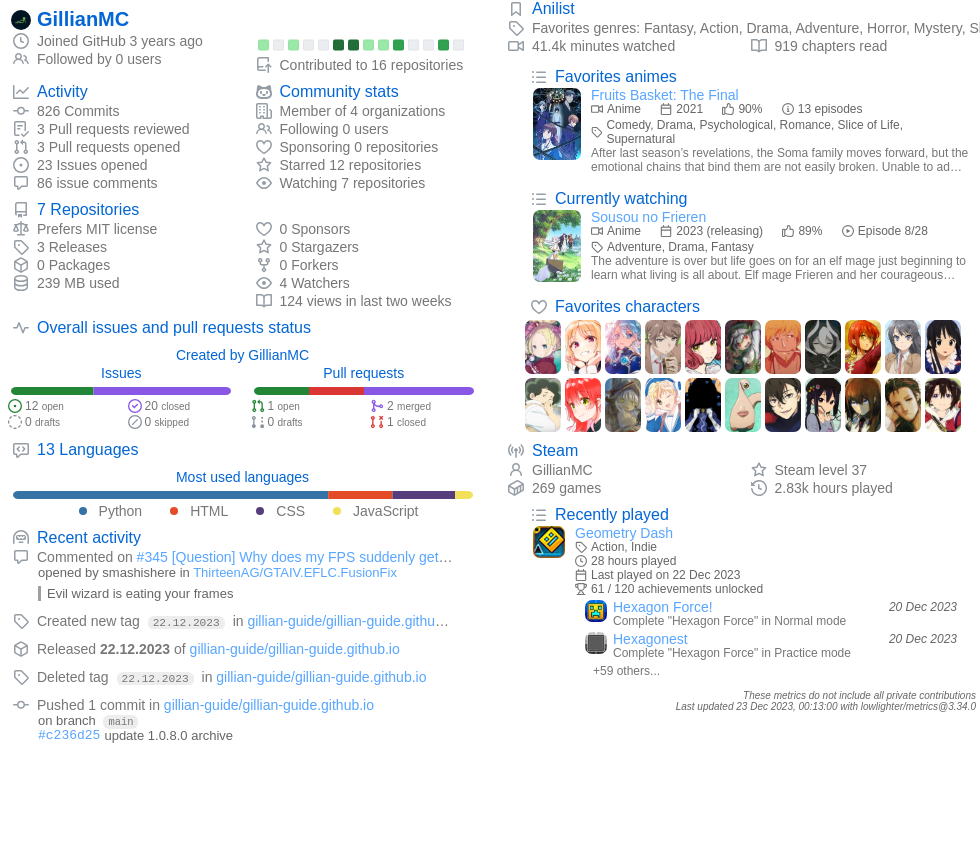 GillianMC
Joined GitHub 3 years ago
Followed by 0 users
Contributed to 16 repositories
Activity
826 Commits
3 Pull requests reviewed
3 Pull requests opened
23 Issues opened
86 issue comments
Community stats
Member of 4 organizations
Following 0 users
Sponsoring 0 repositories
Starred 12 repositories
Watching 7 repositories
7 Repositories
Prefers MIT license
3 Releases
0 Packages
239 MB used
0 Sponsors
0 Stargazers
0 Forkers
4 Watchers
124 views in last two weeks
Overall issues and pull requests status
Created by GillianMC
Issues
12 open
20 closed
0 drafts
0 skipped
Pull requests
1 open
2 merged
0 drafts
1 closed
13 Languages
Most used languages
Python HTML CSS JavaScript
Recent activity
Commented on #345 [Question] Why does my FPS suddenly get…
opened by smashishere in ThirteenAG/GTAIV.EFLC.FusionFix
Evil wizard is eating your frames
Created new tag 22.12.2023 in gillian-guide/gillian-guide.githu…
Released 22.12.2023 of gillian-guide/gillian-guide.github.io
Deleted tag 22.12.2023 in gillian-guide/gillian-guide.github.io
Pushed 1 commit in gillian-guide/gillian-guide.github.io
on branch main
#c236d25 update 1.0.8.0 archive
Anilist
Favorites genres: Fantasy, Action, Drama, Adventure, Horror, Mystery, S
41.4k minutes watched
919 chapters read
Favorites animes
Fruits Basket: The Final
Anime 2021 90% 13 episodes
Comedy, Drama, Psychological, Romance, Slice of Life,
Supernatural
After last season's revelations, the Soma family moves forward, but the
emotional chains that bind them are not easily broken. Unable to ad…
Currently watching
Sousou no Frieren
Anime 2023 (releasing) 89% Episode 8/28
Adventure, Drama, Fantasy
The adventure is over but life goes on for an elf mage just beginning to
learn what living is all about. Elf mage Frieren and her courageous…
Favorites characters
Steam
GillianMC
Steam level 37
269 games
2.83k hours played
Recently played
Geometry Dash
Action, Indie
28 hours played
Last played on 22 Dec 2023
61 / 120 achievements unlocked
Hexagon Force! 20 Dec 2023
Complete "Hexagon Force" in Normal mode
Hexagonest 20 Dec 2023
Complete "Hexagon Force" in Practice mode
+59 others...
These metrics do not include all private contributions
Last updated 23 Dec 2023, 00:13:00 with lowlighter/metrics@3.34.0